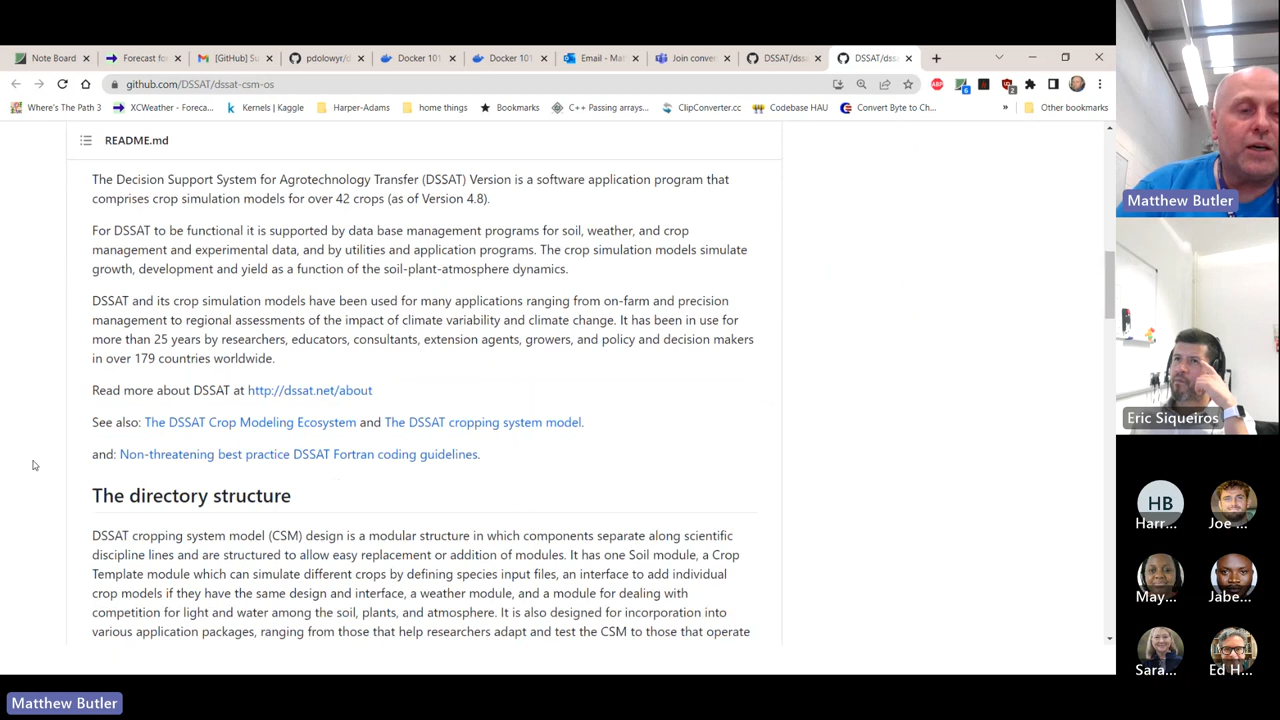 Note Board
Forecast for
[GitHub] Su
pdolowyr/d
Docker 101
Docker 101
Email - Mat
Join conver
DSSAT/dss
DSSAT/dss
github.com/DSSAT/dssat-csm-os
Where's The Path 3
XCWeather - Foreca...
Kernels | Kaggle
Harper-Adams
home things
Bookmarks
C++ Passing arrays...
ClipConverter.cc
Codebase HAU
Convert Byte to Ch...
»
Other bookmarks
README.md
The Decision Support System for Agrotechnology Transfer (DSSAT) Version is a software application program that
comprises crop simulation models for over 42 crops (as of Version 4.8).
For DSSAT to be functional it is supported by data base management programs for soil, weather, and crop
management and experimental data, and by utilities and application programs. The crop simulation models simulate
growth, development and yield as a function of the soil-plant-atmosphere dynamics.
DSSAT and its crop simulation models have been used for many applications ranging from on-farm and precision
management to regional assessments of the impact of climate variability and climate change. It has been in use for
more than 25 years by researchers, educators, consultants, extension agents, growers, and policy and decision makers
in over 179 countries worldwide.
Read more about DSSAT at http://dssat.net/about
See also: The DSSAT Crop Modeling Ecosystem and The DSSAT cropping system model.
and: Non-threatening best practice DSSAT Fortran coding guidelines.
The directory structure
DSSAT cropping system model (CSM) design is a modular structure in which components separate along scientific
discipline lines and are structured to allow easy replacement or addition of modules. It has one Soil module, a Crop
Template module which can simulate different crops by defining species input files, an interface to add individual
crop models if they have the same design and interface, a weather module, and a module for dealing with
competition for light and water among the soil, plants, and atmosphere. It is also designed for incorporation into
various application packages, ranging from those that help researchers adapt and test the CSM to those that operate
Matthew Butler
Eric Siqueiros
HB
Harr...
Joe ...
May...
Jabe...
Sara...
Ed H...
Matthew Butler